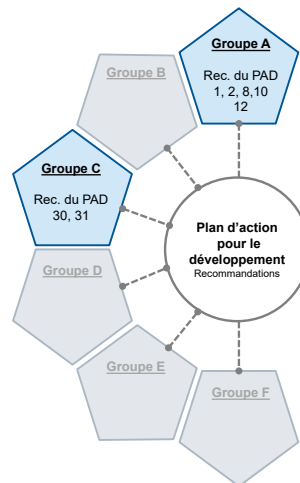 Groupe A
Rec. du PAD
1, 2, 8,10
12
Groupe B
Groupe C
Rec. du PAD
30, 31
Plan d'action
pour le
développement
Recommandations
Groupe D
Groupe E
Groupe F